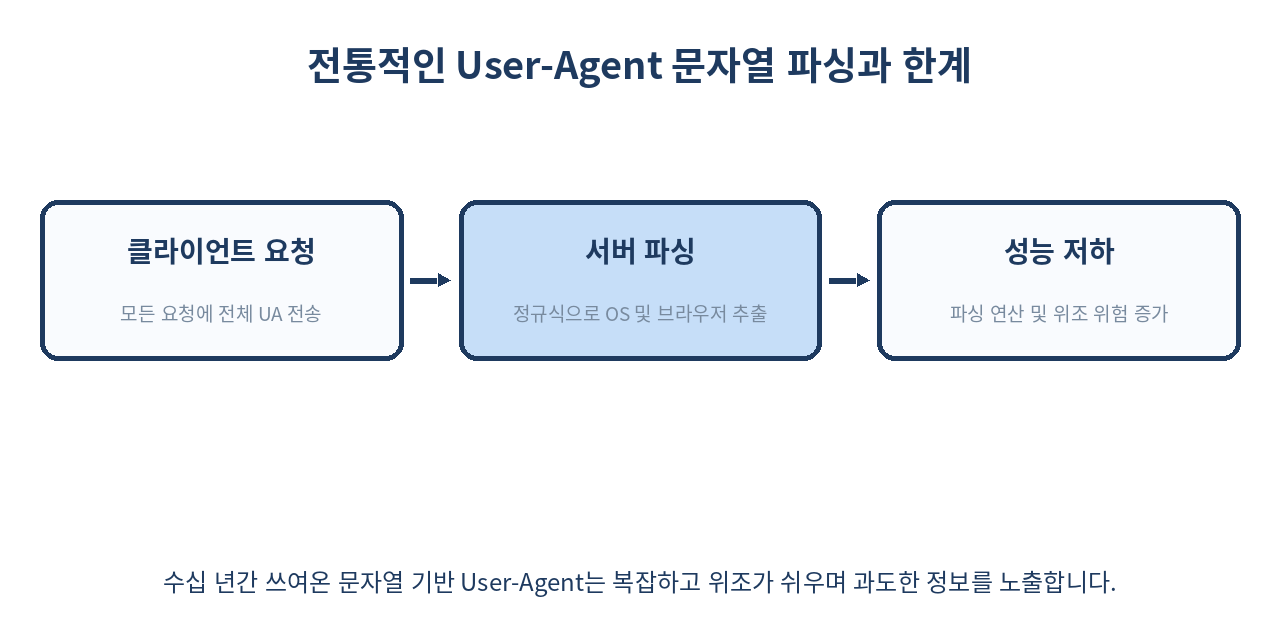 전통적인 User-Agent 문자열 파싱과 한계
클라이언트 요청
모든 요청에 전체 UA 전송
서버 파싱
정규식으로 OS 및 브라우저 추출
성능 저하
파싱 연산 및 위조 위험 증가
수십 년간 쓰여온 문자열 기반 User-Agent는 복잡하고 위조가 쉬우며 과도한 정보를 노출합니다.